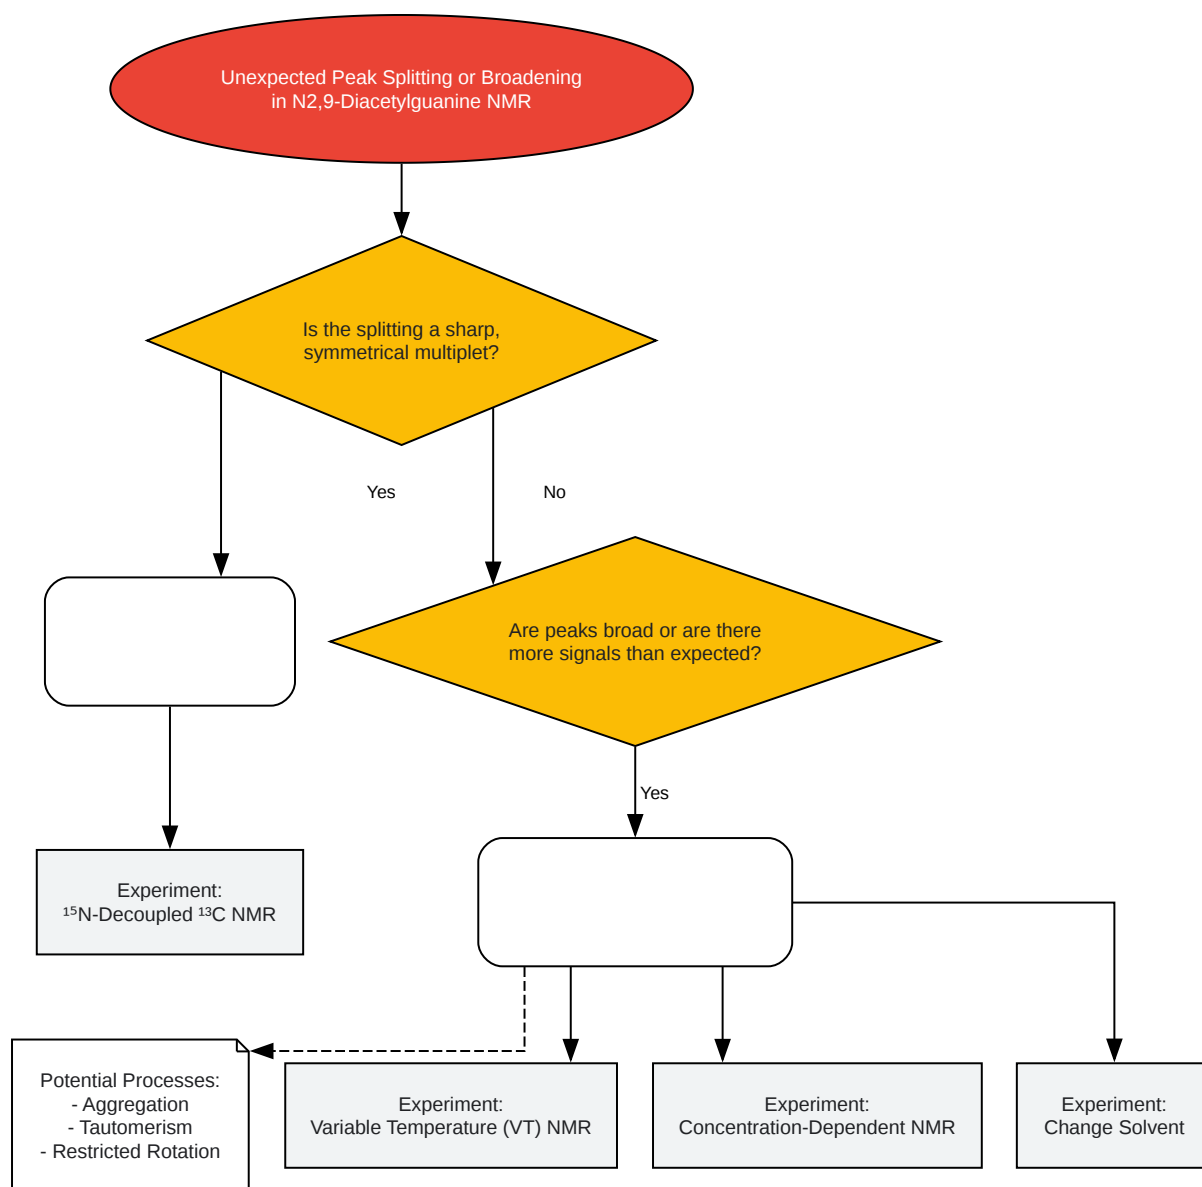 Unexpected Peak Splitting or Broadening
in N2,9-Diacetylguanine NMR
Is the splitting a sharp,
symmetrical multiplet?
Yes
No
Are peaks broad or are there
more signals than expected?
Yes
Experiment:
¹⁵N-Decoupled ¹³C NMR
Potential Processes:
- Aggregation
- Tautomerism
- Restricted Rotation
Experiment:
Variable Temperature (VT) NMR
Experiment:
Concentration-Dependent NMR
Experiment:
Change Solvent